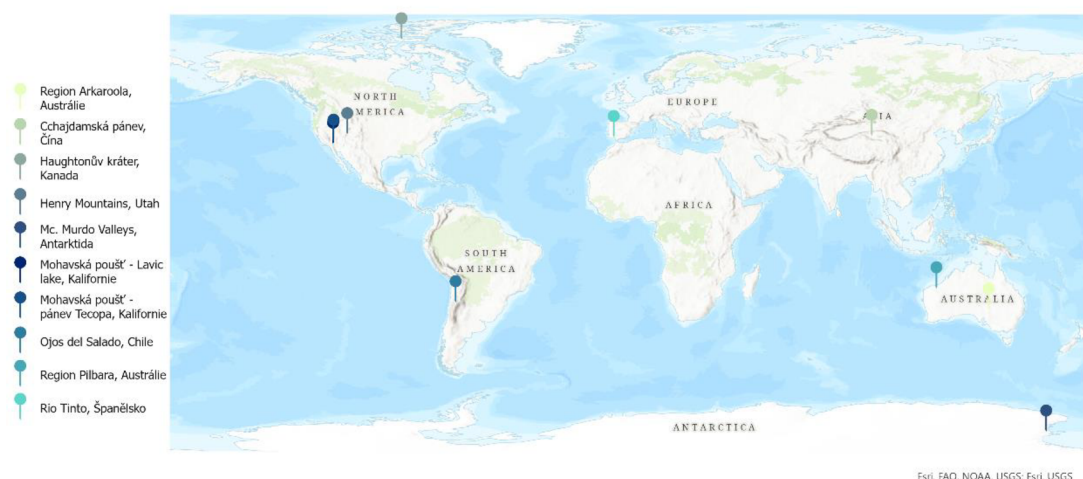 Region Arkaroola,
Austrálie
Cchajdamská pánev,
Čína
Haughtonův kráter,
Kanada
Henry Mountains, Utah
Mc. Murdo Valleys,
Antarktida
Mohavská poušť - Lavic
lake, Kalifornie
Mohavská poušť -
pánev Tecopa, Kalifornie
Ojos del Salado, Chile
Region Pilbara, Austrálie
Rio Tinto, Španělsko
NORTH
AMERICA
EUROPE
ASIA
AFRICA
SOUTH
AMERICA
AUSTRALIA
ANTARCTICA
Esri, FAO, NOAA, USGS; Esri, USGS